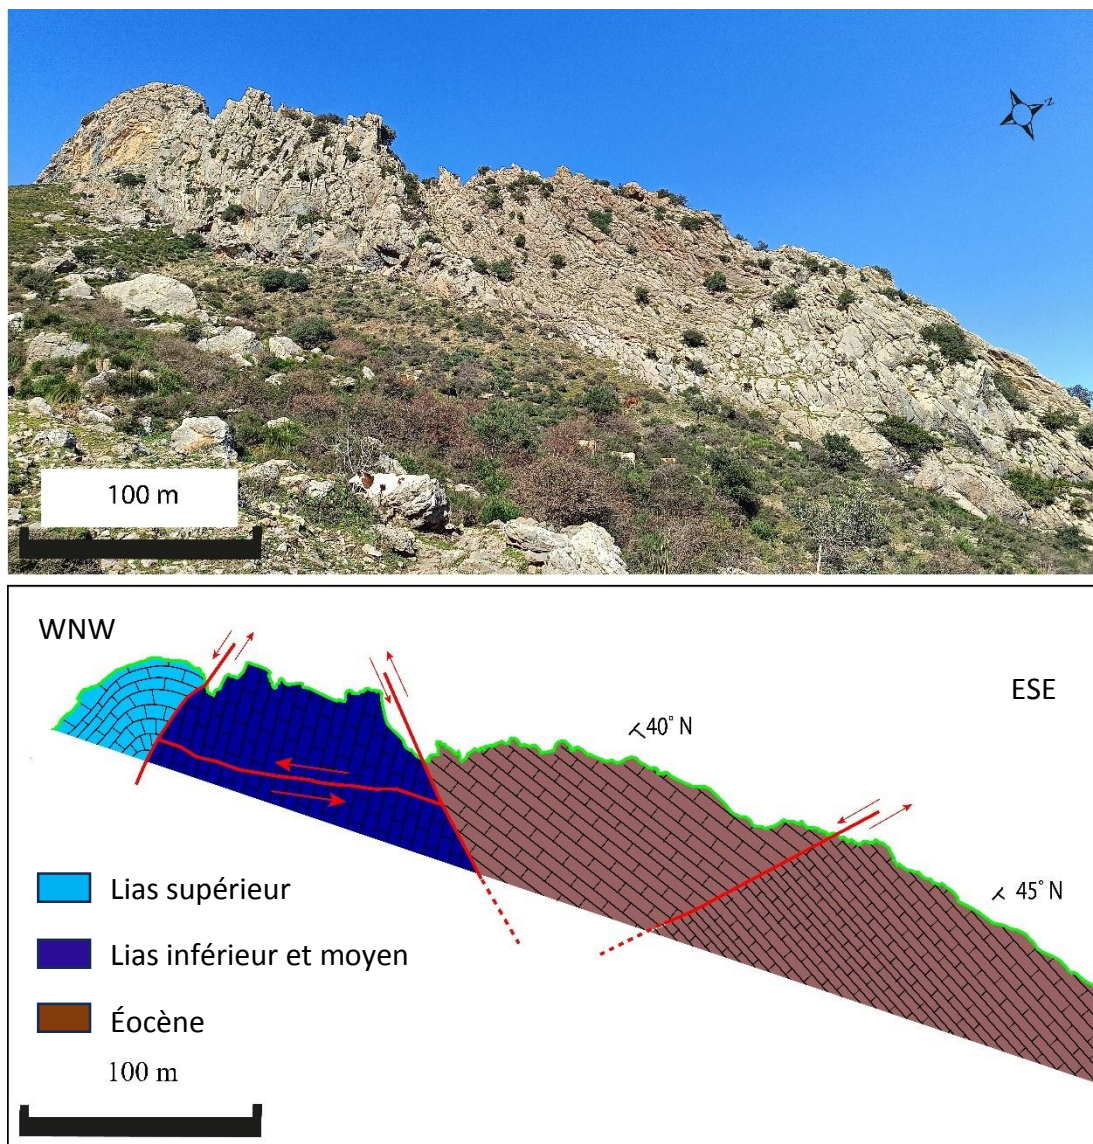 N
100 m
WNW
ESE
40° N
45° N
Lias supérieur
Lias inférieur et moyen
Éocène
100 m